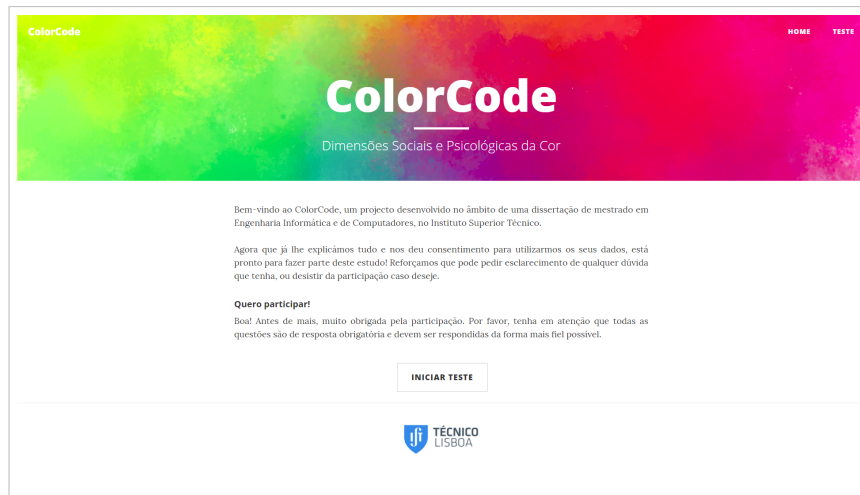 ColorCode
HOME TESTE
ColorCode
Dimensões Sociais e Psicológicas da Cor
Bem-vindo ao ColorCode, um projecto desenvolvido no âmbito de uma dissertação de mestrado em
Engenharia Informática e de Computadores, no Instituto Superior Técnico.
Agora que já lhe explicámos tudo e nos deu consentimento para utilizarmos os seus dados, está
pronto para fazer parte deste estudo! Reforçamos que pode pedir esclarecimento de qualquer dúvida
que tenha, ou desistir da participação caso deseje.
Quero participar!
Boa! Antes de mais, muito obrigada pela participação. Por favor, tenha em atenção que todas as
questões são de resposta obrigatória e devem ser respondidas da forma mais fiel possível.
INICIAR TESTE
TÉCNICO
LISBOA